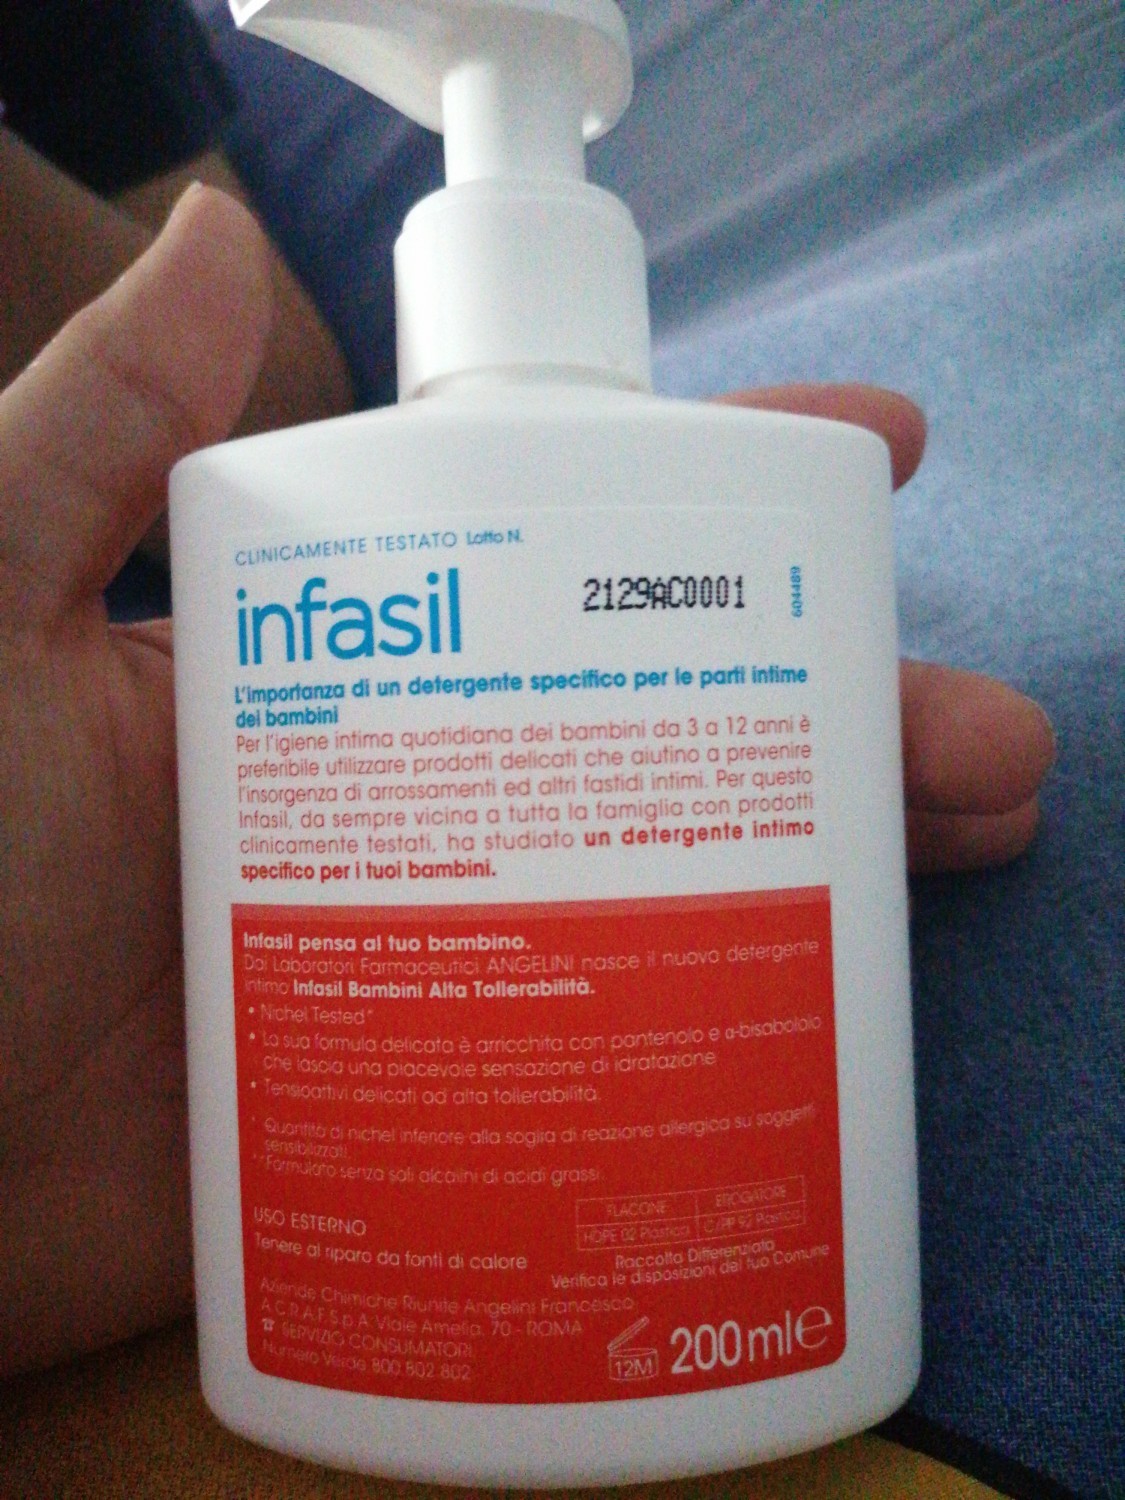 CLINICAMENTE TESTATO Lotto N.
infasil
2129AC0001
604489
L'importanza di un detergente specifico per le parti intime
dei bambini
Per l'igiene intima quotidiana dei bambini da 3 a 12 anni è
preferibile utilizzare prodotti delicati che aiutino a prevenire
l'insorgenza di arrossamenti ed altri fastidi intimi. Per questo
Infasil, da sempre vicina a tutta la famiglia con prodotti
clinicamente testati, ha studiato un detergente intimo
specifico per i tuoi bambini.
Infasil pensa al tuo bambino.
Dai Laboratori Farmaceutici ANGELINI nasce il nuovo detergente
intimo Infasil Bambini Alta Tollerabilità.
• Nichel Tested*
• La sua formula delicata è arricchita con pantenolo e α-bisabololo
che lascia una piacevole sensazione di idratazione
• Tensioattivi delicati ad alta tollerabilità.
* Quantità di nichel inferiore alla soglia di reazione allergica su soggetti
sensibilizzati.
**Formulato senza sali alcalini di acidi grassi.
USO ESTERNO
Tenere al riparo da fonti di calore
FLACONE EROGATORE
HDPE 02 Plastica C/PP 92 Plastica
Raccolta Differenziata
Verifica le disposizioni del tuo Comune
Aziende Chimiche Riunite Angelini Francesco
A.C.R.A.F. S.p.A. Viale Amelia, 70 - ROMA
☎ SERVIZIO CONSUMATORI
Numero Verde 800.802.802
12M
200 ml e